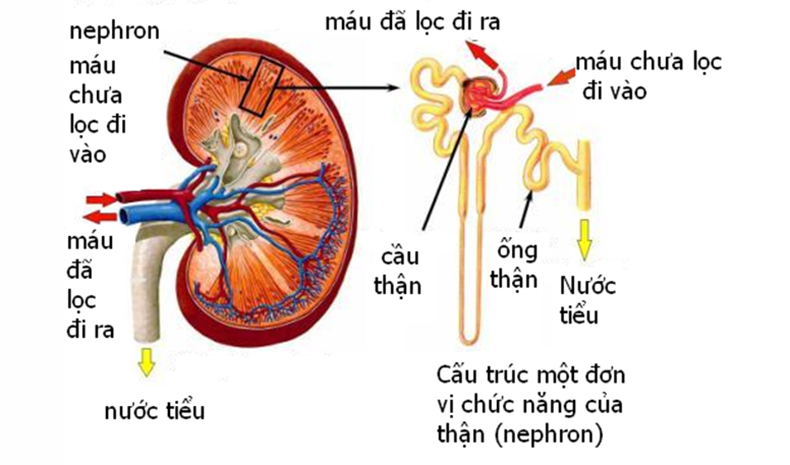 nephron
máu
chưa
lọc đi
vào
máu
đã
lọc
đi ra
nước tiểu
máu đã lọc đi ra
máu chưa lọc
đi vào
cầu
thận
ống
thận
Nước
tiểu
Cấu trúc một đơn
vị chức năng của
thận (nephron)